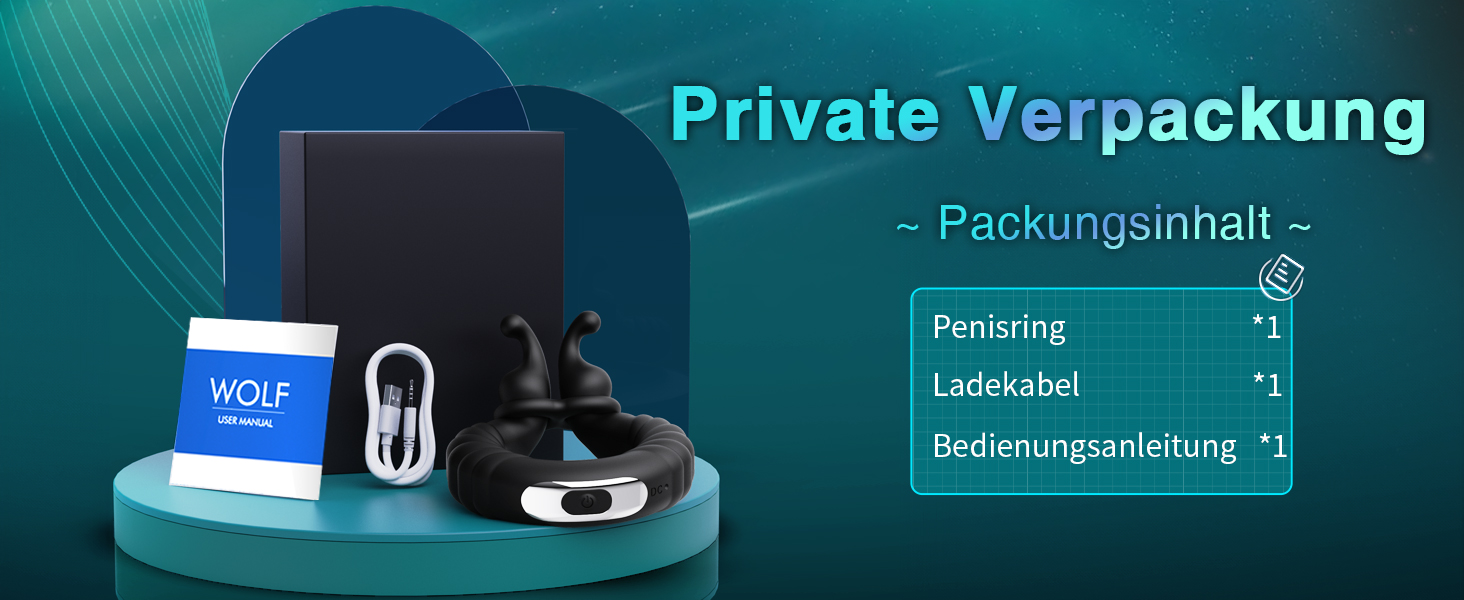 Private Verpackung
~ Packungsinhalt ~
Penisring *1
Ladekabel *1
Bedienungsanleitung *1
WOLF
USER MANUAL